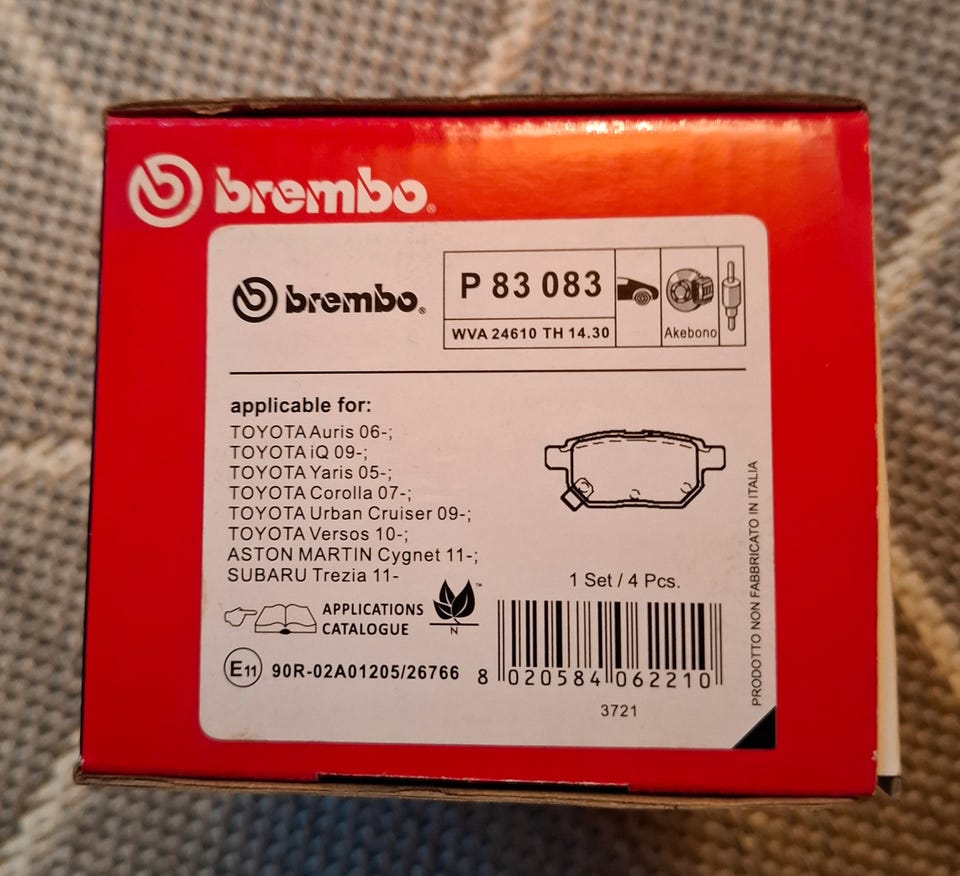 brembo®
brembo®
P 83 083
WVA 24610 TH 14.30
Akebono
applicable for:
TOYOTA Auris 06-;
TOYOTA iQ 09-;
TOYOTA Yaris 05-;
TOYOTA Corolla 07-;
TOYOTA Urban Cruiser 09-;
TOYOTA Versos 10-;
ASTON MARTIN Cygnet 11-;
SUBARU Trezia 11-
1 Set / 4 Pcs.
APPLICATIONS
CATALOGUE
™
N
E11 90R-02A01205/26766
8 020584 062210
3721
PRODOTTO NON FABBRICATO IN ITALIA